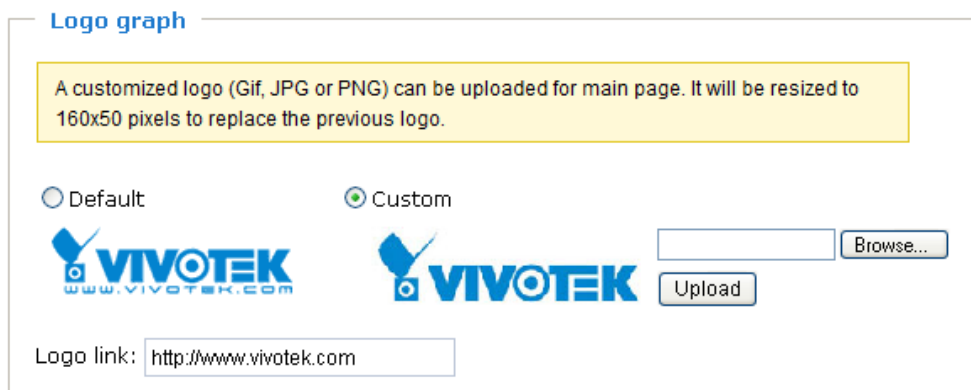 Logo graph
A customized logo (Gif, JPG or PNG) can be uploaded for main page. It will be resized to
160x50 pixels to replace the previous logo.
Default
Custom
VIVOTEK
www.vivotek.com
VIVOTEK
Browse...
Upload
Logo link: http://www.vivotek.com